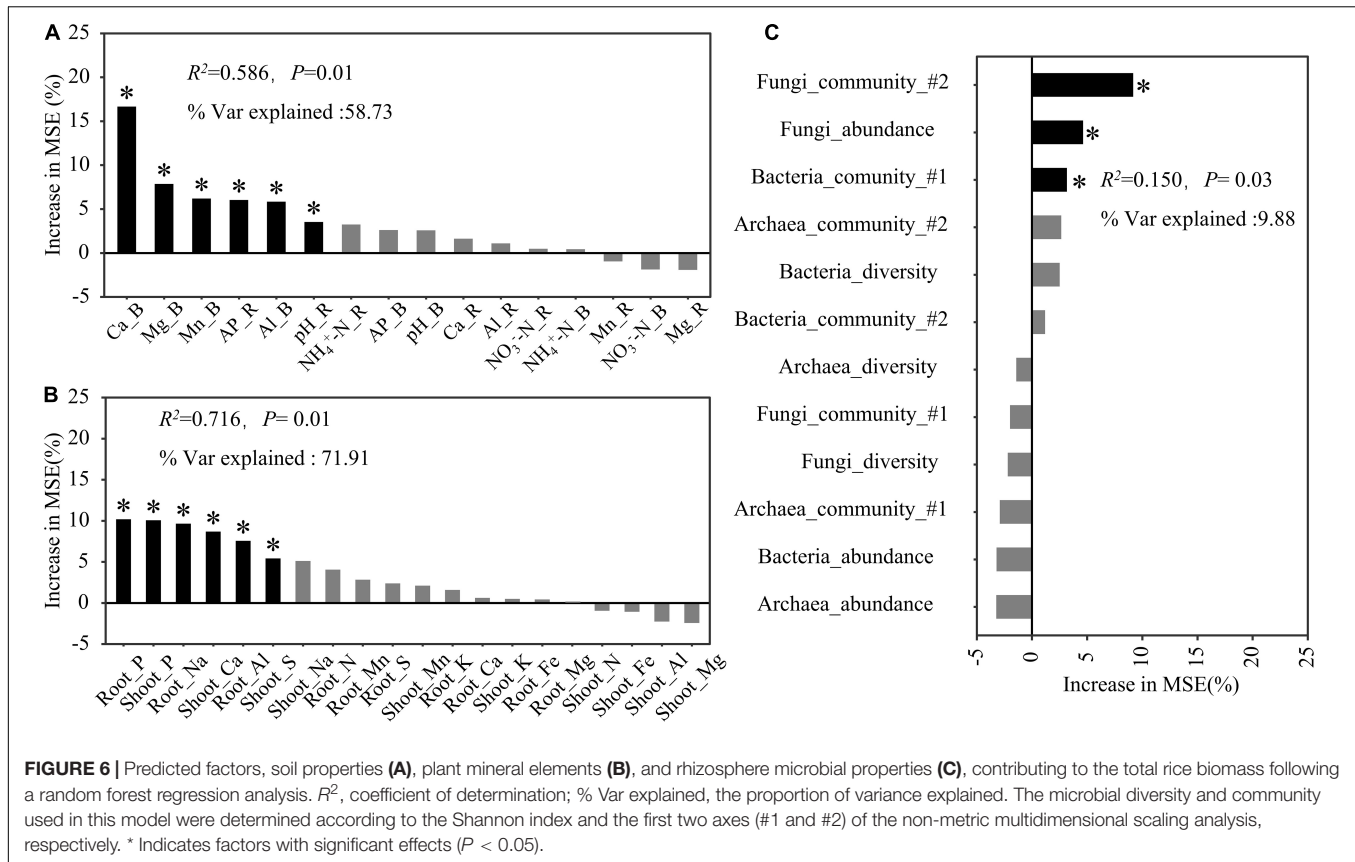 A
R²=0.586, P=0.01
% Var explained :58.73
Increase in MSE (%)
25
20
15
10
5
0
-5
* * * * * *
Ca_B Mg_B Mn_B AP_R Al_B pH_R NH₄⁺-N_R AP_B pH_B Ca_R Al_R NO₃⁻-N_R NH₄⁺-N_B Mn_R NO₃⁻-N_B Mg_R
B
R²=0.716, P= 0.01
% Var explained : 71.91
Increase in MSE(%)
25
20
15
10
5
0
-5
* * * * * *
Root_P Shoot_P Root_Na Shoot_Ca Root_Al Shoot_S Shoot_Na Root_N Root_Mn Root_S Shoot_Mn Root_K Root_Ca Shoot_K Root_Fe Root_Mg Shoot_N Shoot_Fe Shoot_Al Shoot_Mg
C
Fungi_community_#2 *
Fungi_abundance *
Bacteria_comunity_#1 *
R²=0.150, P= 0.03
Archaea_community_#2
% Var explained :9.88
Bacteria_diversity
Bacteria_community_#2
Archaea_diversity
Fungi_community_#1
Fungi_diversity
Archaea_community_#1
Bacteria_abundance
Archaea_abundance
-5 0 5 10 15 20 25
Increase in MSE(%)
FIGURE 6 | Predicted factors, soil properties (A), plant mineral elements (B), and rhizosphere microbial properties (C), contributing to the total rice biomass following
a random forest regression analysis. R², coefficient of determination; % Var explained, the proportion of variance explained. The microbial diversity and community
used in this model were determined according to the Shannon index and the first two axes (#1 and #2) of the non-metric multidimensional scaling analysis,
respectively. * Indicates factors with significant effects (P < 0.05).